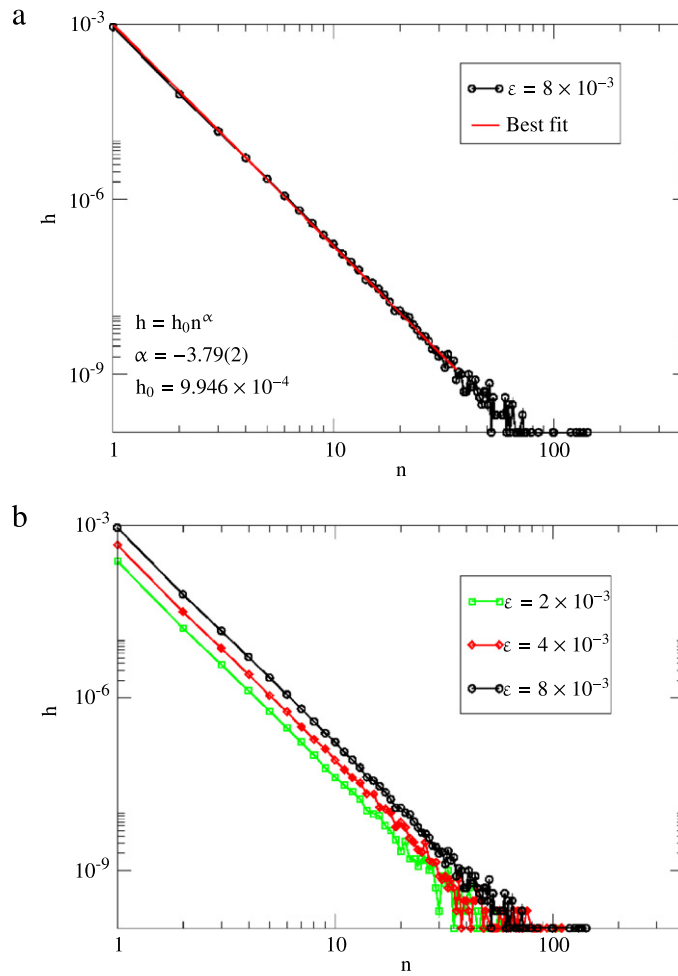 a
10⁻³
ε = 8 × 10⁻³
Best fit
10⁻⁶
h
h = h₀n^α
α = −3.79(2)
h₀ = 9.946 × 10⁻⁴
10⁻⁹
1
10
100
n
b
10⁻³
ε = 2 × 10⁻³
ε = 4 × 10⁻³
ε = 8 × 10⁻³
10⁻⁶
h
10⁻⁹
1
10
100
n